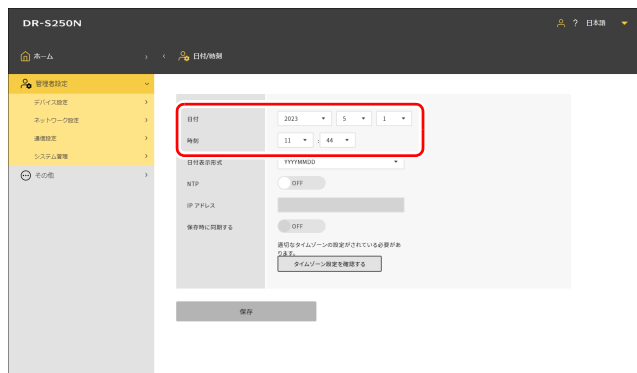 DR-S250N
? 日本語
ホーム
日付/時刻
管理者設定
デバイス設定
ネットワーク設定
通信設定
システム管理
その他
日付 2023 5 1
時刻 11 : 44
日付表示形式 YYYYMMDD
NTP OFF
IP アドレス
保存時に同期する OFF
適切なタイムゾーンの設定がされている必要があ
ります。
タイムゾーン設定を確認する
保存